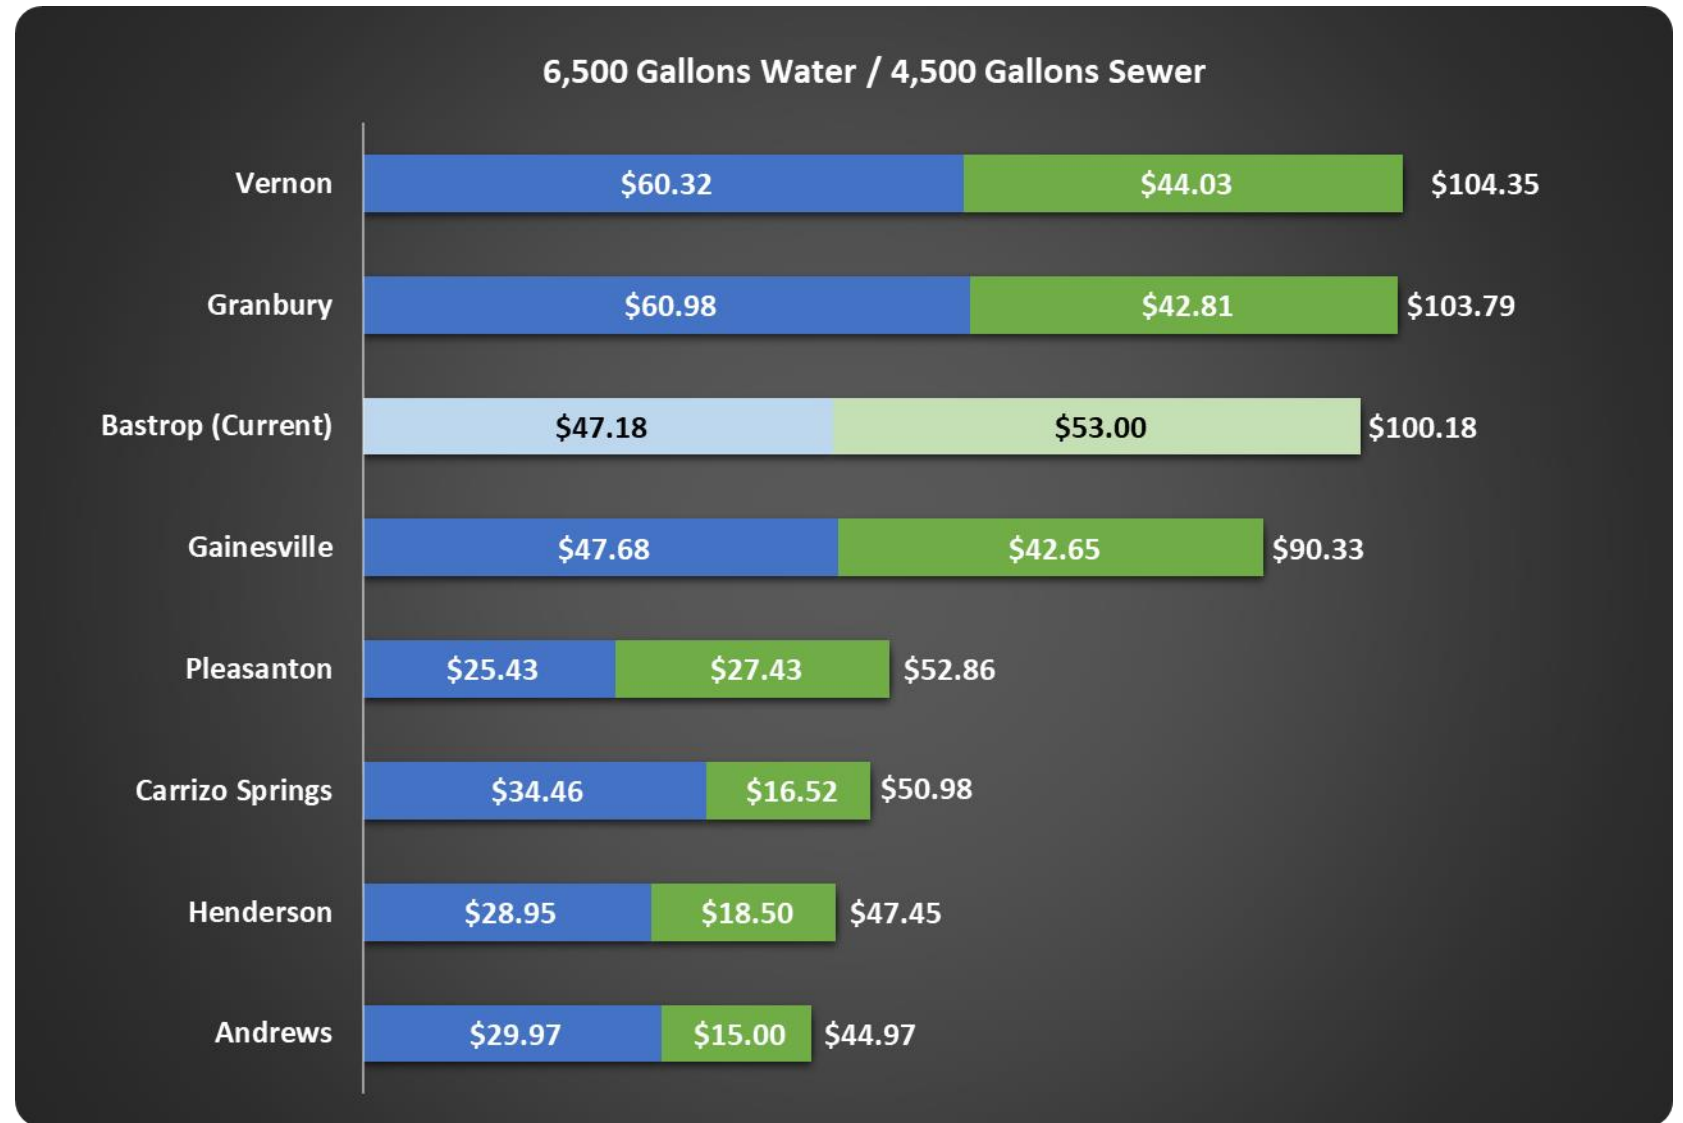 6,500 Gallons Water / 4,500 Gallons Sewer
Vernon $60.32 $44.03 $104.35
Granbury $60.98 $42.81 $103.79
Bastrop (Current) $47.18 $53.00 $100.18
Gainesville $47.68 $42.65 $90.33
Pleasanton $25.43 $27.43 $52.86
Carrizo Springs $34.46 $16.52 $50.98
Henderson $28.95 $18.50 $47.45
Andrews $29.97 $15.00 $44.97